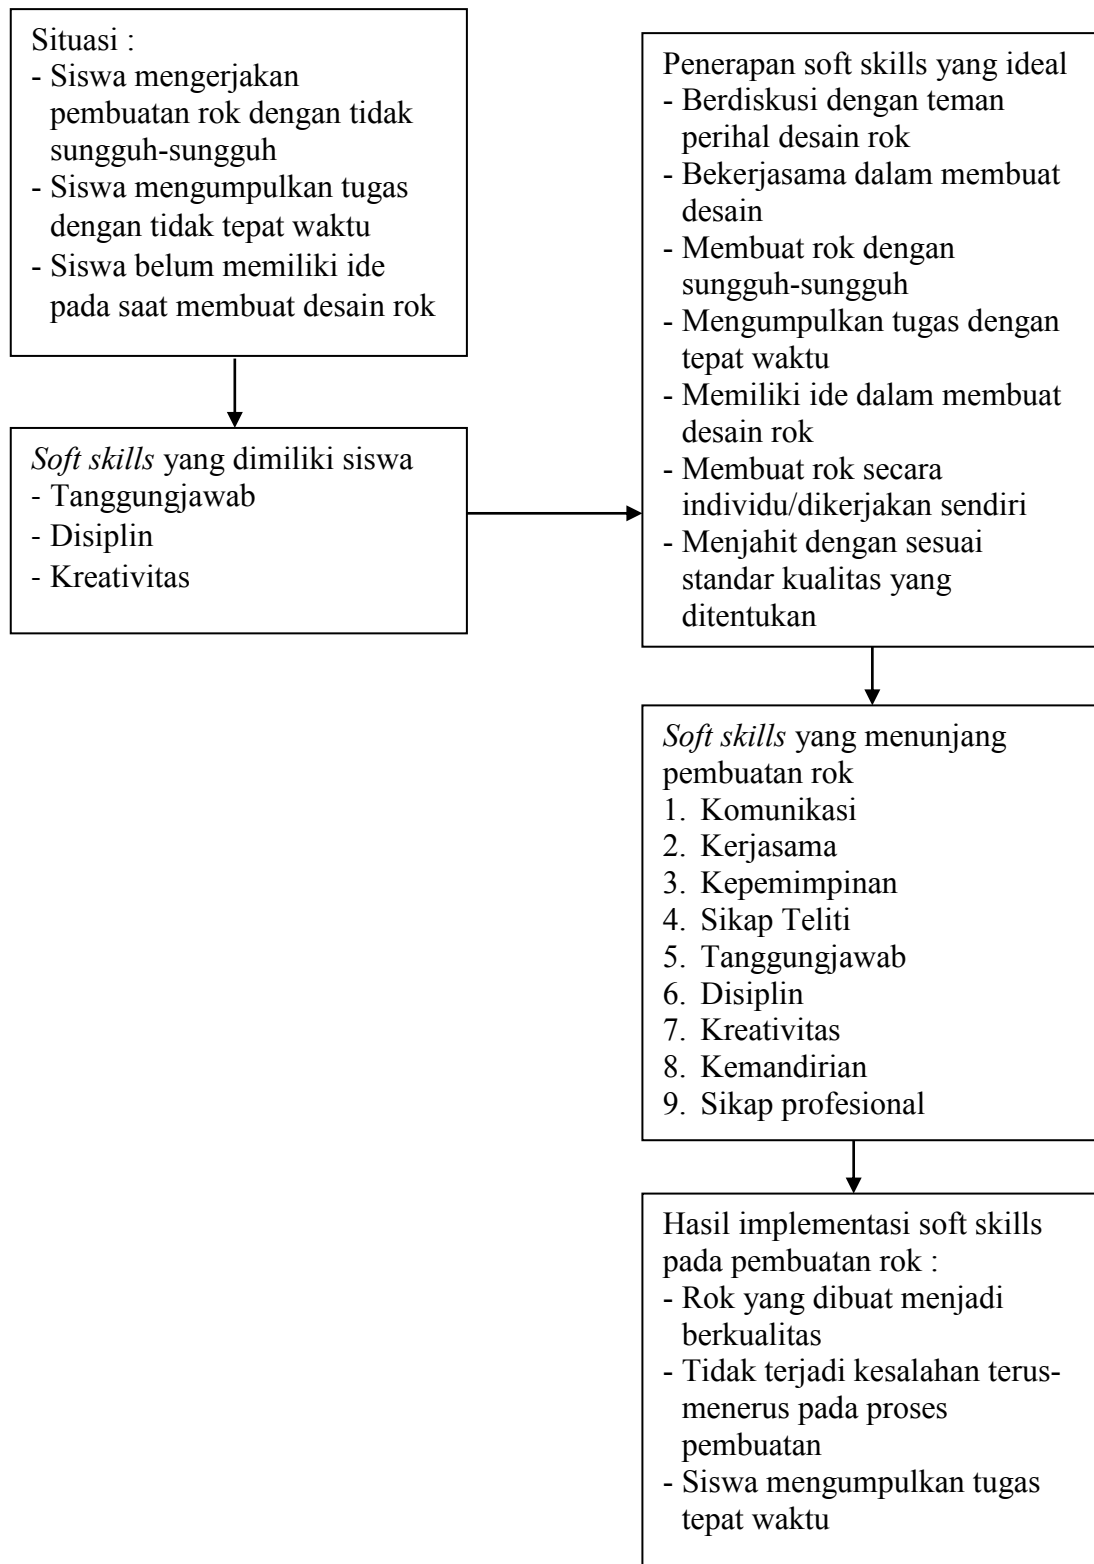 Situasi :
- Siswa mengerjakan
pembuatan rok dengan tidak
sungguh-sungguh
- Siswa mengumpulkan tugas
dengan tidak tepat waktu
- Siswa belum memiliki ide
pada saat membuat desain rok
Soft skills yang dimiliki siswa
- Tanggungjawab
- Disiplin
- Kreativitas
Penerapan soft skills yang ideal
- Berdiskusi dengan teman
perihal desain rok
- Bekerjasama dalam membuat
desain
- Membuat rok dengan
sungguh-sungguh
- Mengumpulkan tugas dengan
tepat waktu
- Memiliki ide dalam membuat
desain rok
- Membuat rok secara
individu/dikerjakan sendiri
- Menjahit dengan sesuai
standar kualitas yang
ditentukan
Soft skills yang menunjang
pembuatan rok
1. Komunikasi
2. Kerjasama
3. Kepemimpinan
4. Sikap Teliti
5. Tanggungjawab
6. Disiplin
7. Kreativitas
8. Kemandirian
9. Sikap profesional
Hasil implementasi soft skills
pada pembuatan rok :
- Rok yang dibuat menjadi
berkualitas
- Tidak terjadi kesalahan terus-
menerus pada proses
pembuatan
- Siswa mengumpulkan tugas
tepat waktu